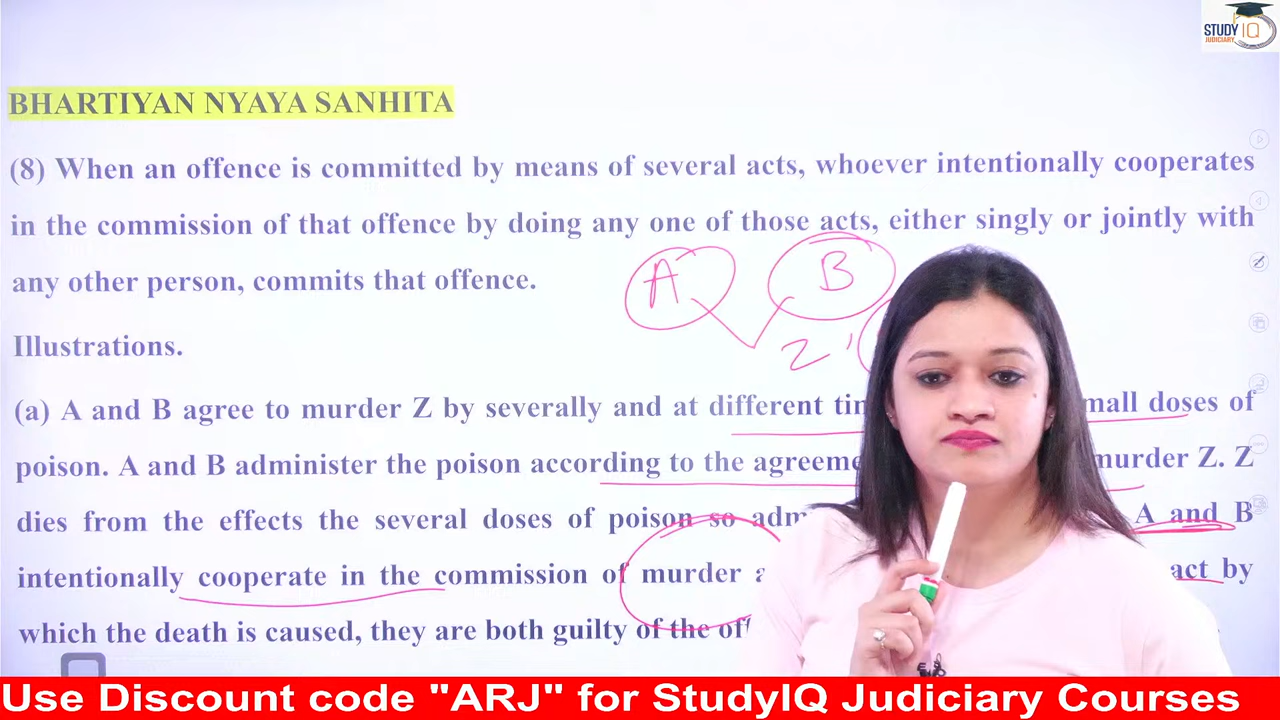 STUDY IQ
JUDICIARY
BHARTIYAN NYAYA SANHITA
(8) When an offence is committed by means of several acts, whoever intentionally cooperates
in the commission of that offence by doing any one of those acts, either singly or jointly with
any other person, commits that offence.
A B
Z'
Illustrations.
(a) A and B agree to murder Z by severally and at different mall doses of
poison. A and B administer the poison according to the murder Z. Z
dies from the effects the several doses of poison so A and B
intentionally cooperate in the commission of murder act by
which the death is caused, they are both guilty of the
Use Discount code "ARJ" for StudyIQ Judiciary Courses